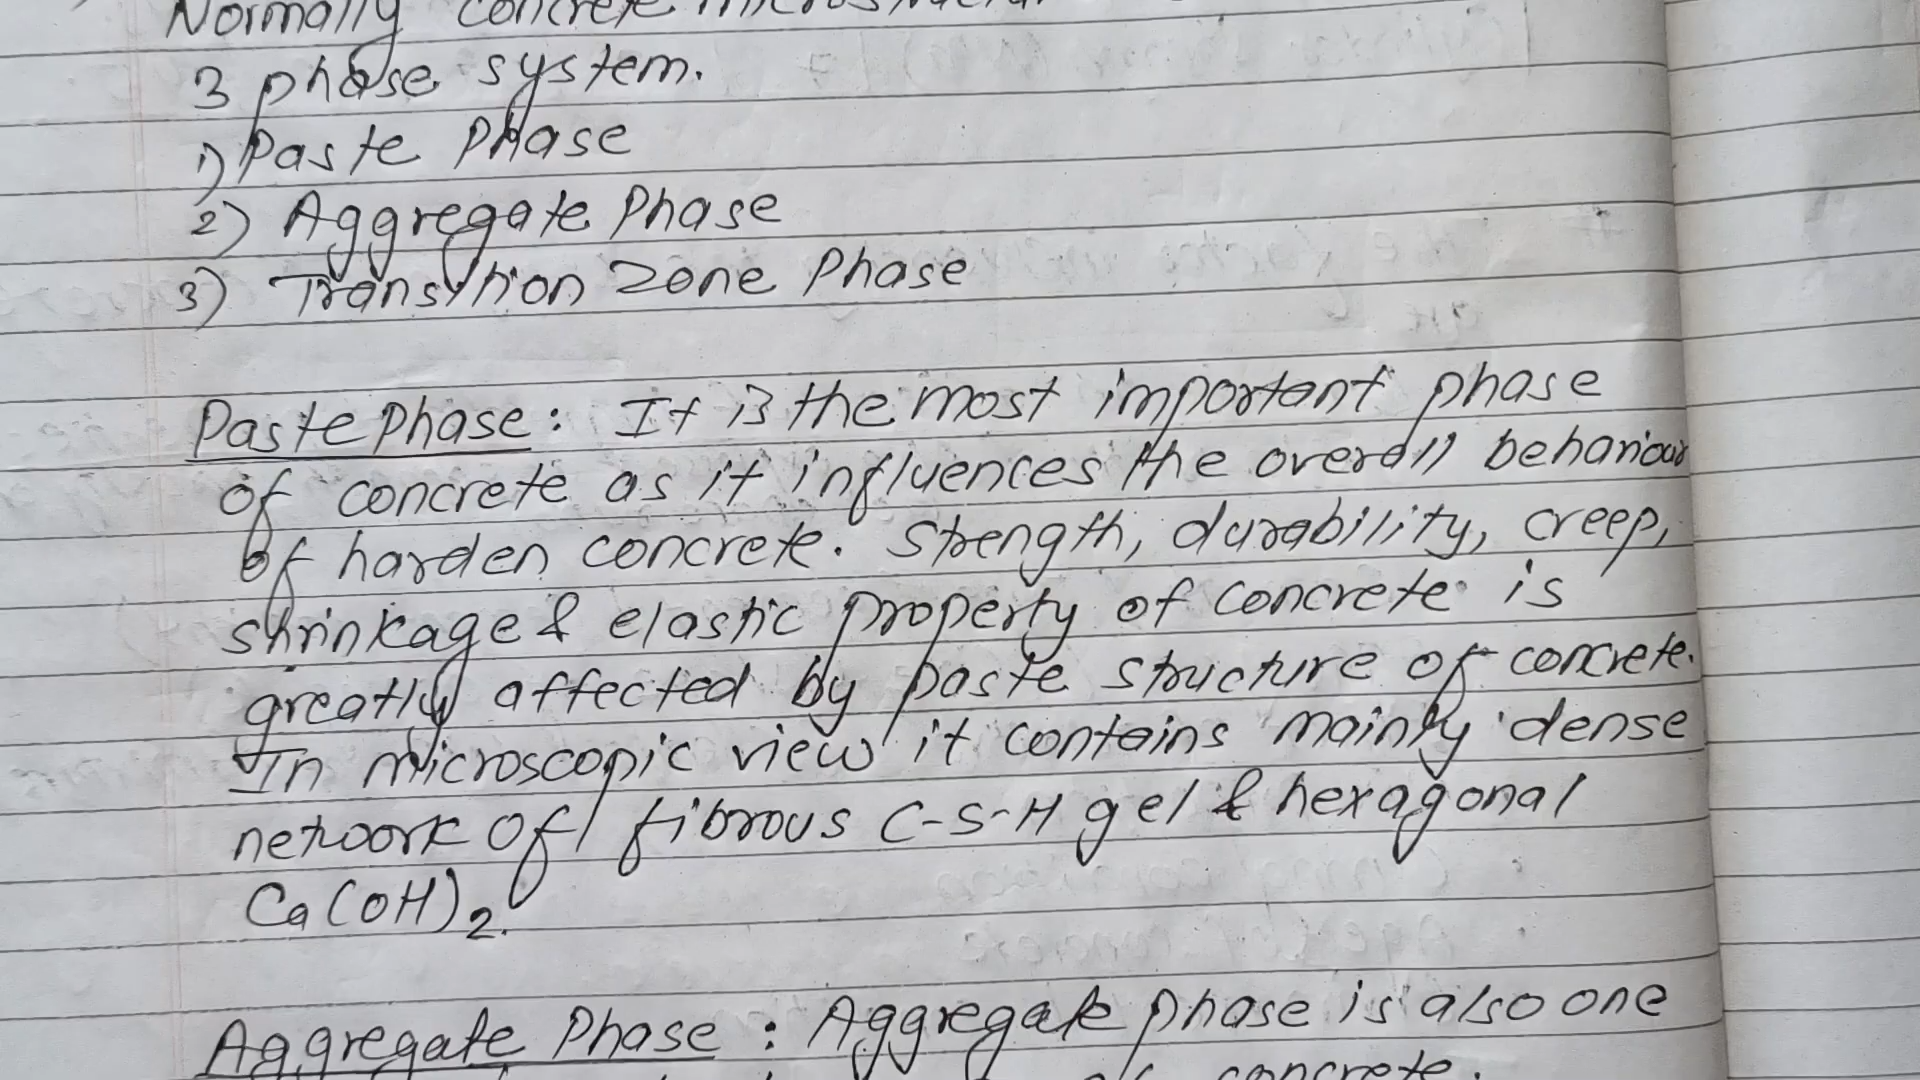 Normally concrete
3 phase system.
1) Paste Phase
2) Aggregate Phase
3) Transition Zone Phase
Paste Phase : It is the most important phase
of concrete as it influences the overall behaviour
of harden concrete. Strength, durability, creep,
shrinkage & elastic property of concrete is
greatly affected by paste structure of concrete.
In microscopic view it contains mainly dense
network of fibrous C-S-H gel & hexagonal
Ca(OH)2.
Aggregate Phase : Aggregate phase is also one
concrete.